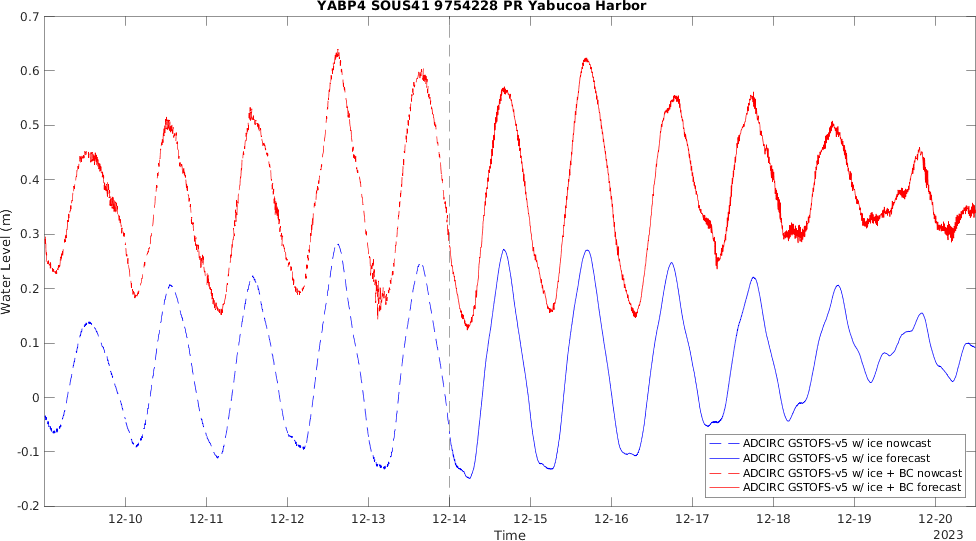 YABP4 SOUS41 9754228 PR Yabucoa Harbor
0.7
0.6
0.5
0.4
0.3
0.2
0.1
0
-0.1
-0.2
Water Level (m)
12-10 12-11 12-12 12-13 12-14 12-15 12-16 12-17 12-18 12-19 12-20
Time
2023
ADCIRC GSTOFS-v5 w/ ice nowcast
ADCIRC GSTOFS-v5 w/ ice forecast
ADCIRC GSTOFS-v5 w/ ice + BC nowcast
ADCIRC GSTOFS-v5 w/ ice + BC forecast